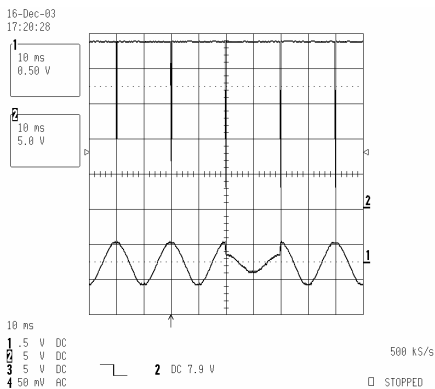 16-Dec-03
17:20:28
1
10 ms
0.50 V
2
10 ms
5.0 V
2
1
10 ms
1 .5 V DC
2 5 V DC
3 5 V DC
4 50 mV AC
2 DC 7.9 V
500 kS/s
STOPPED